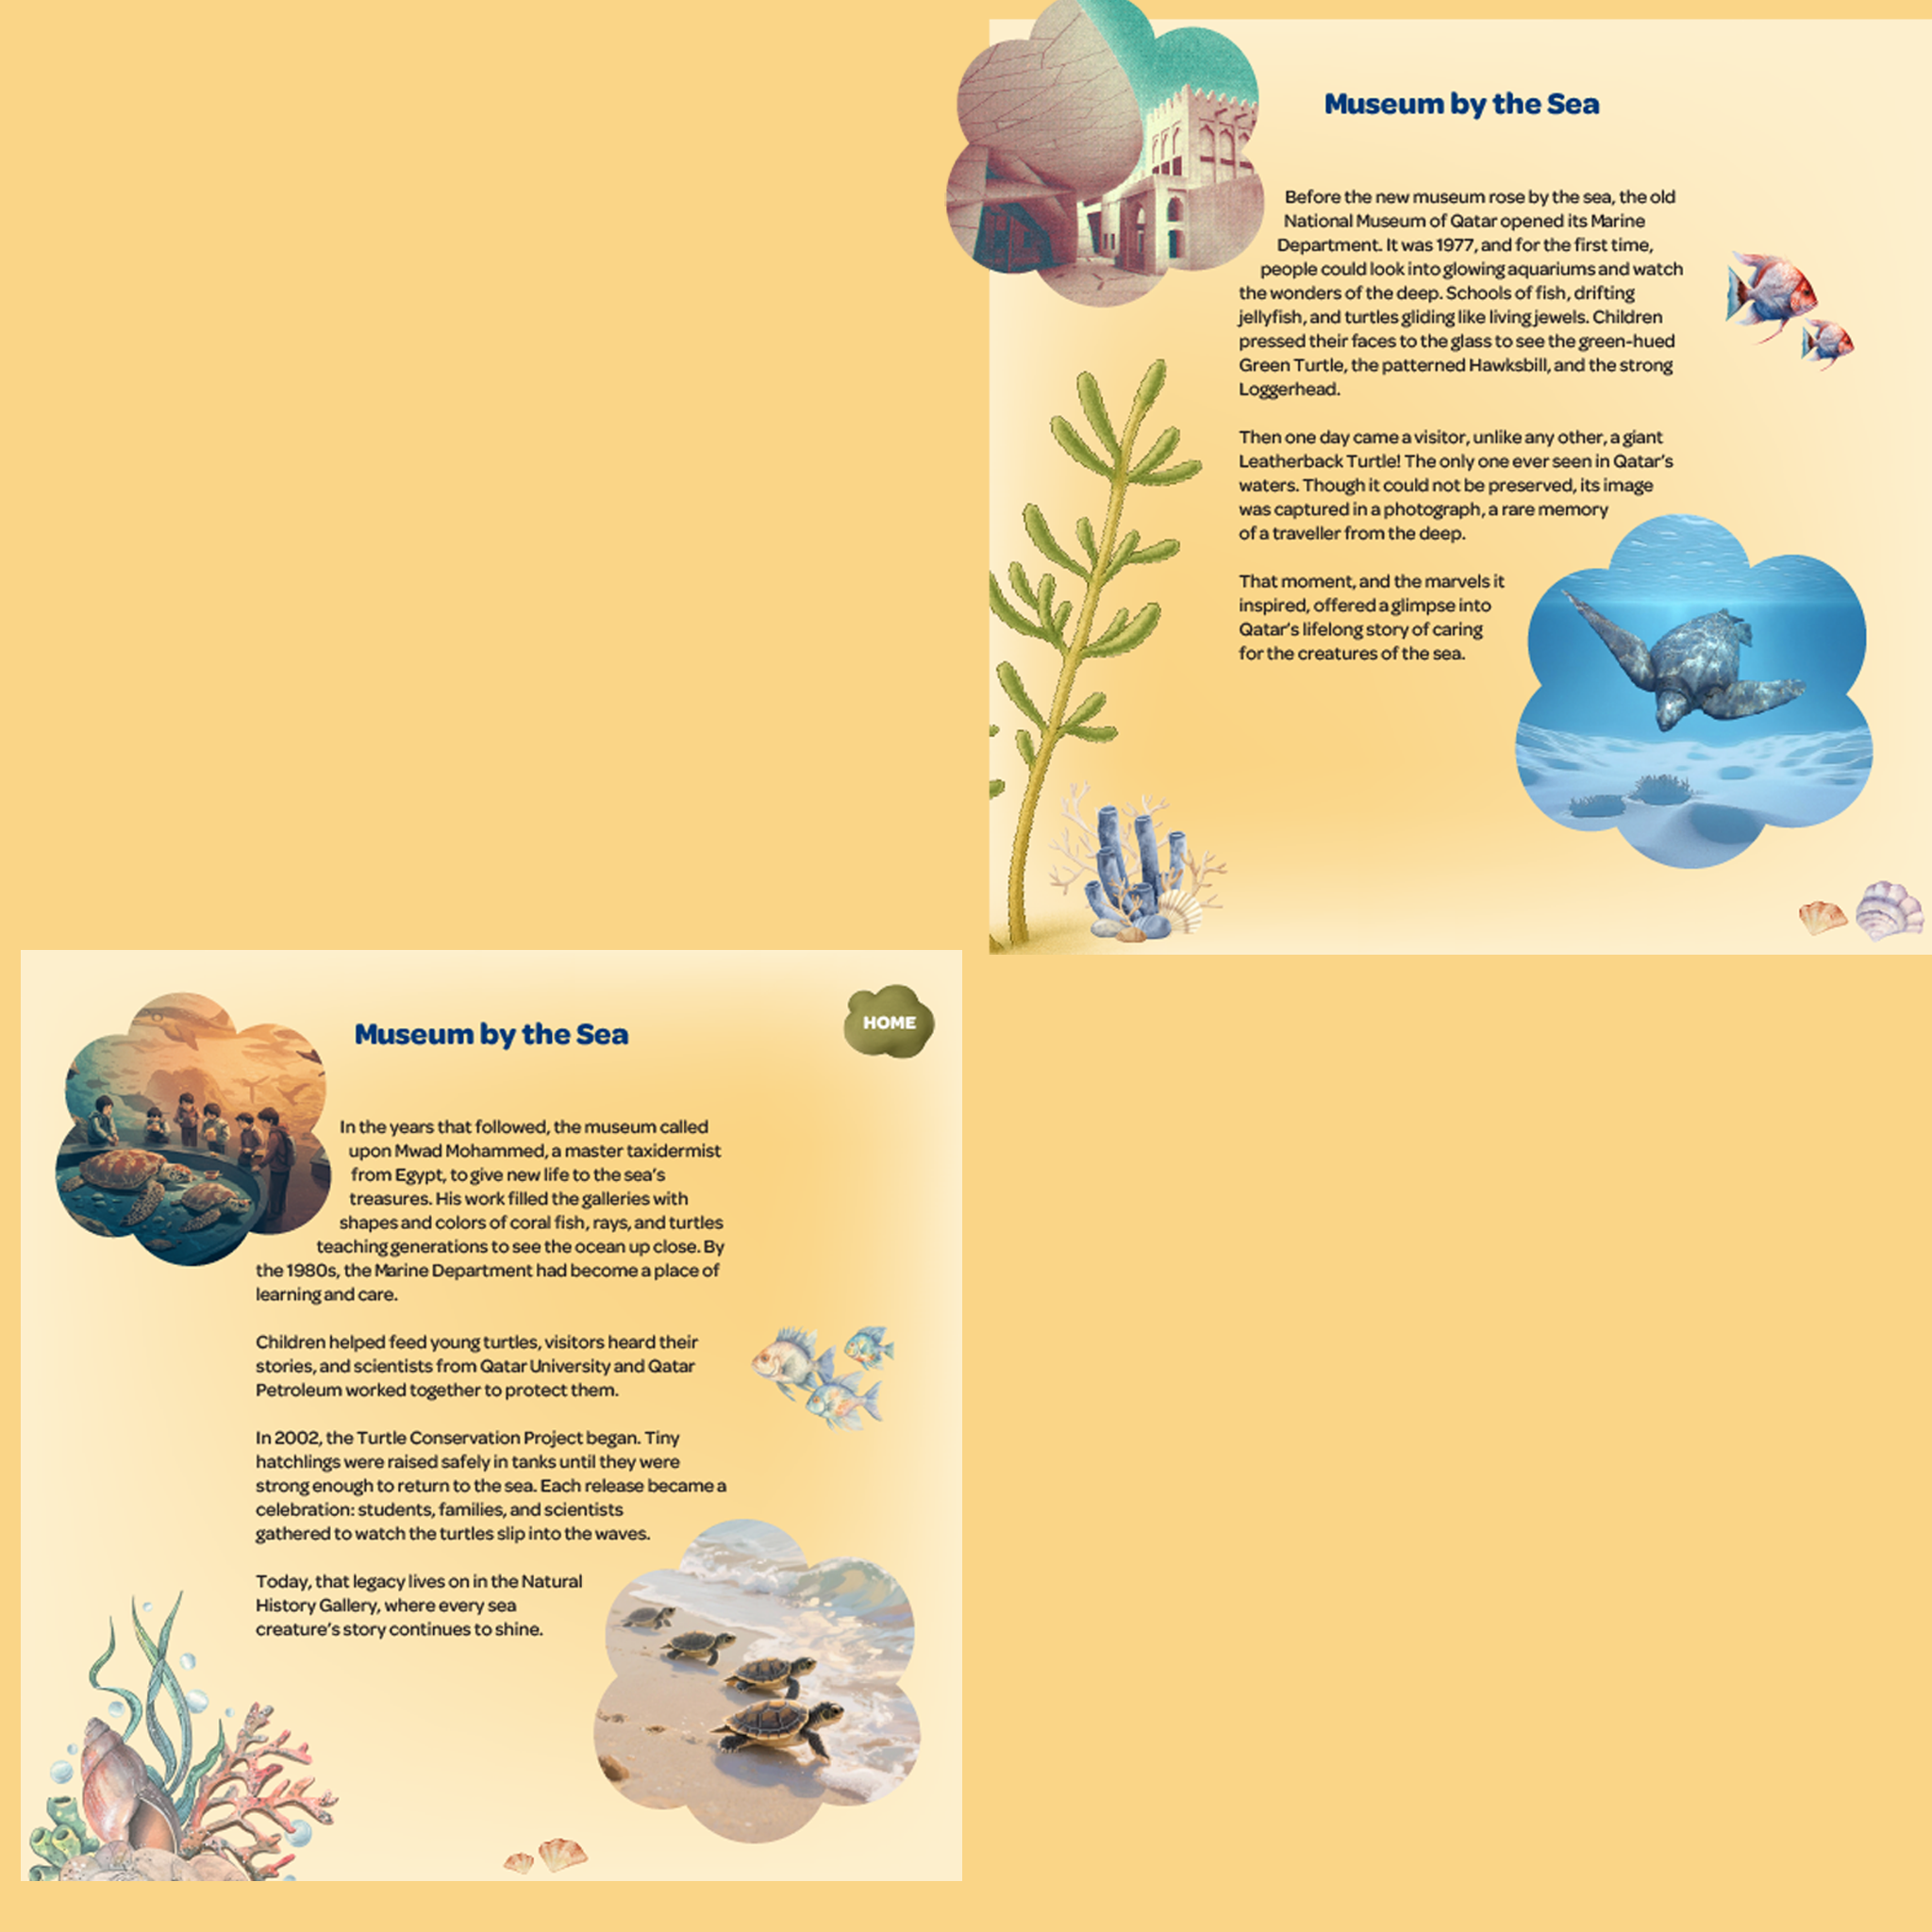 Museum by the Sea
Before the new museum rose by the sea, the old
National Museum of Qatar opened its Marine
Department. It was 1977, and for the first time,
people could look into glowing aquariums and watch
the wonders of the deep. Schools of fish, drifting
jellyfish, and turtles gliding like living jewels. Children
pressed their faces to the glass to see the green-hued
Green Turtle, the patterned Hawksbill, and the strong
Loggerhead.
Then one day came a visitor, unlike any other, a giant
Leatherback Turtle! The only one ever seen in Qatar's
waters. Though it could not be preserved, its image
was captured in a photograph, a rare memory
of a traveller from the deep.
That moment, and the marvels it
inspired, offered a glimpse into
Qatar's lifelong story of caring
for the creatures of the sea.
HOME
Museum by the Sea
In the years that followed, the museum called
upon Mwad Mohammed, a master taxidermist
from Egypt, to give new life to the sea's
treasures. His work filled the galleries with
shapes and colors of coral fish, rays, and turtles
teaching generations to see the ocean up close. By
the 1980s, the Marine Department had become a place of
learning and care.
Children helped feed young turtles, visitors heard their
stories, and scientists from Qatar University and Qatar
Petroleum worked together to protect them.
In 2002, the Turtle Conservation Project began. Tiny
hatchlings were raised safely in tanks until they were
strong enough to return to the sea. Each release became a
celebration: students, families, and scientists
gathered to watch the turtles slip into the waves.
Today, that legacy lives on in the Natural
History Gallery, where every sea
creature's story continues to shine.